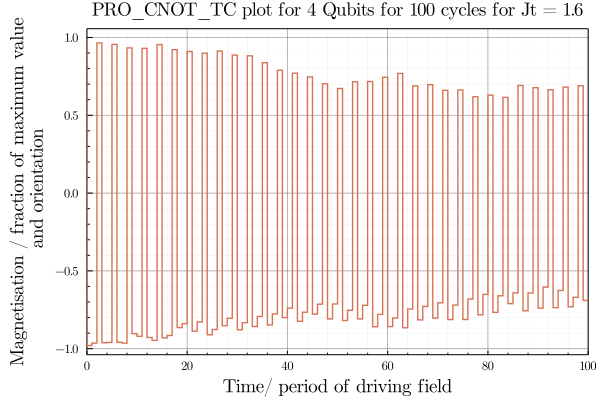 PRO_CNOT_TC plot for 4 Qubits for 100 cycles for Jt = 1.6
Magnetisation / fraction of maximum value
and orientation
1.0
0.5
0.0
−0.5
−1.0
0 20 40 60 80 100
Time/ period of driving field